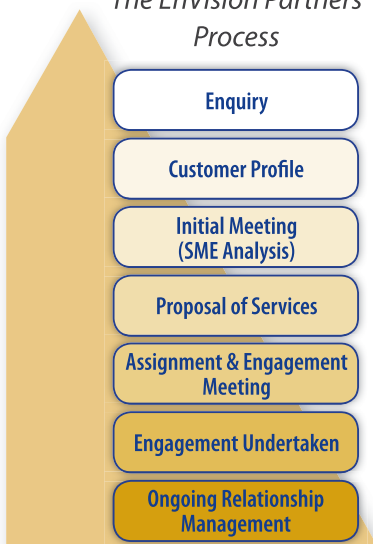 The EnVision Partners
Process
Enquiry
Customer Profile
Initial Meeting
(SME Analysis)
Proposal of Services
Assignment & Engagement
Meeting
Engagement Undertaken
Ongoing Relationship
Management